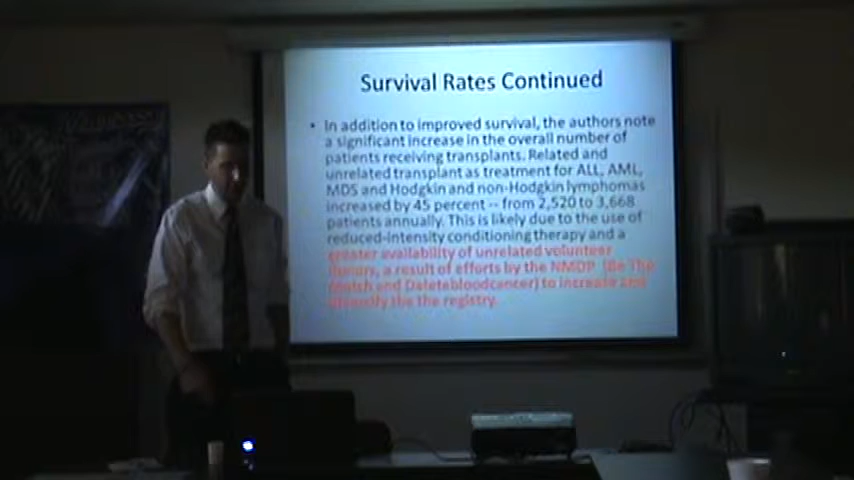 Survival Rates Continued
• In addition to improved survival, the authors note
a significant increase in the overall number of
patients receiving transplants. Related and
unrelated transplant as treatment for ALL, AML,
MDS and Hodgkin and non-Hodgkin lymphomas
increased by 45 percent -- from 2,520 to 3,668
patients annually. This is likely due to the use of
reduced-intensity conditioning therapy and a
greater availability of unrelated volunteer
donors, a result of efforts by the NMDP (Be The
Match and Deletebloodcancer) to increase and
diversify the the registry.